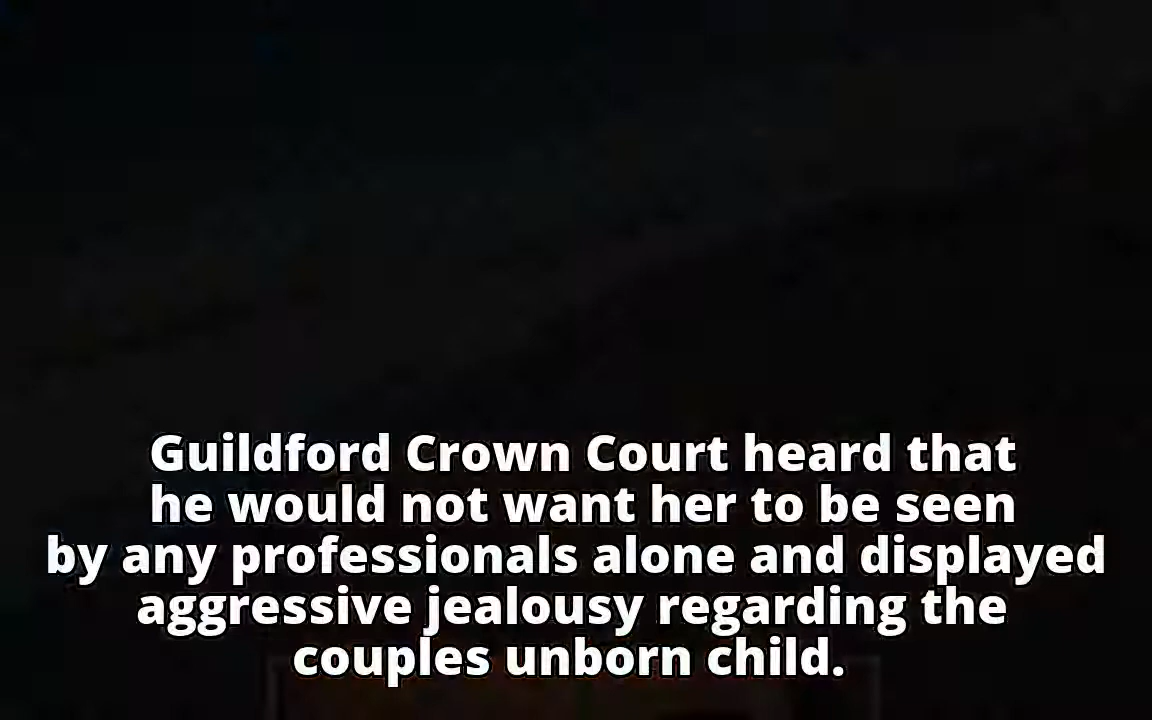 Guildford Crown Court heard that
he would not want her to be seen
by any professionals alone and displayed
aggressive jealousy regarding the
couples unborn child.